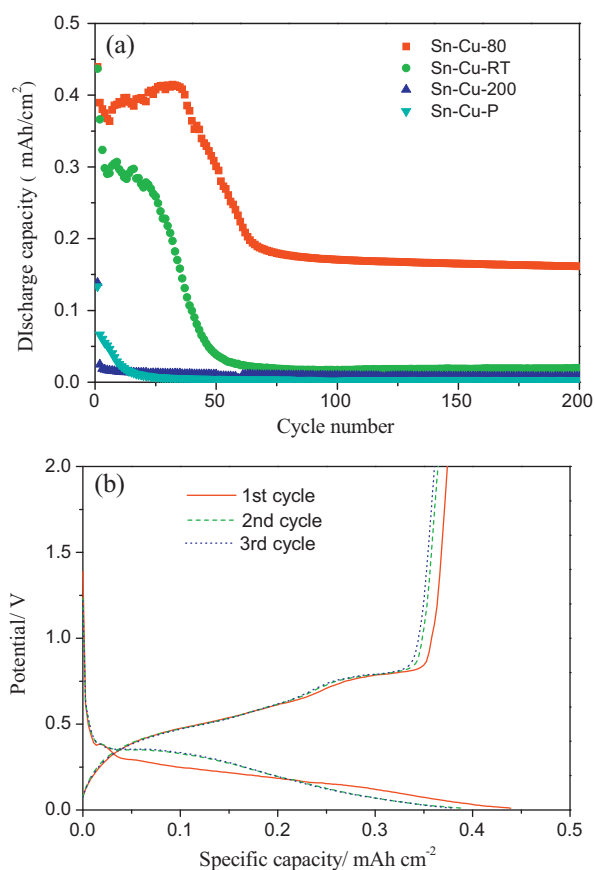 (a)
Sn-Cu-80
Sn-Cu-RT
Sn-Cu-200
Sn-Cu-P
DIscharge capacity ( mAh/cm²)
0.5
0.4
0.3
0.2
0.1
0.0
0 50 100 150 200
Cycle number
(b)
1st cycle
2nd cycle
3rd cycle
Potential/ V
2.0
1.5
1.0
0.5
0.0
0.0 0.1 0.2 0.3 0.4 0.5
Specific capacity/ mAh cm⁻²